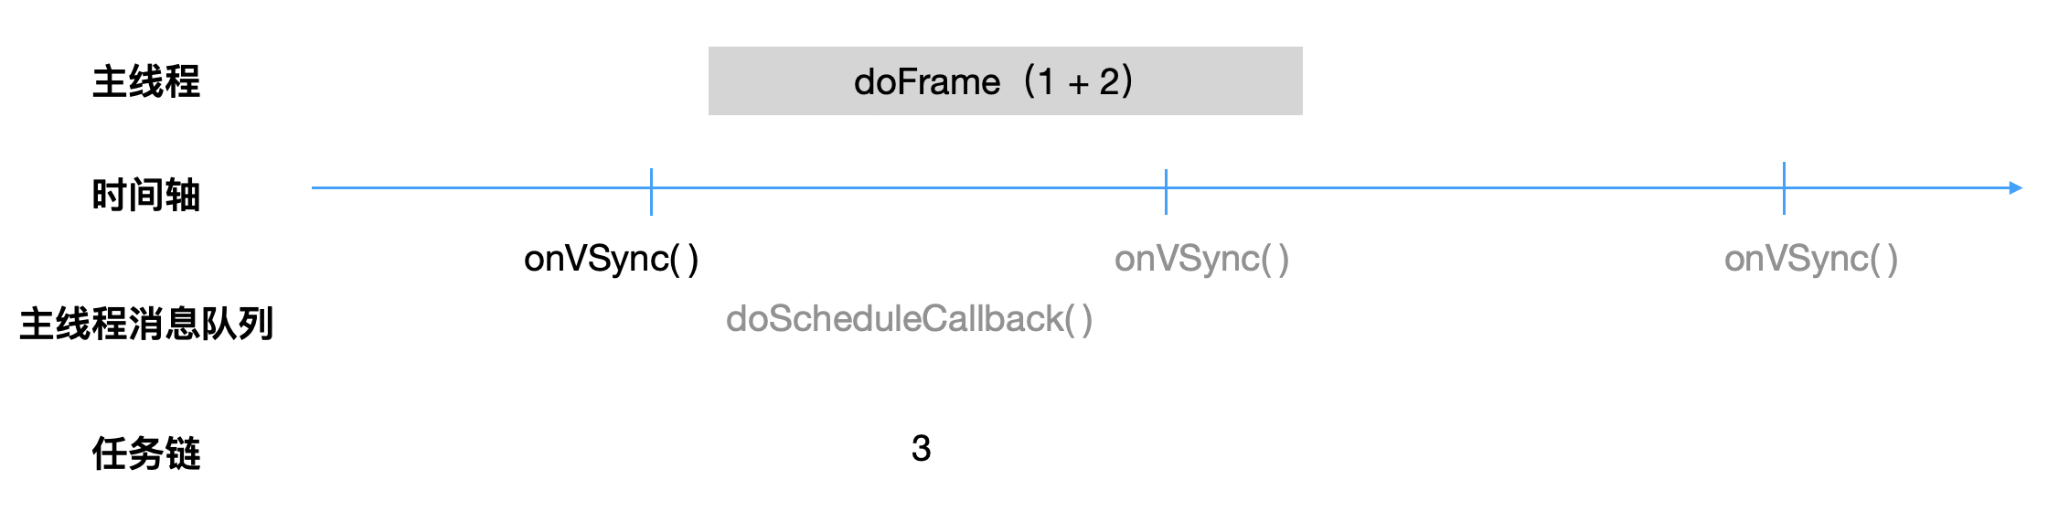 主线程
doFrame（1 + 2）
时间轴
onVSync( )
onVSync( )
onVSync( )
主线程消息队列
doScheduleCallback( )
任务链
3